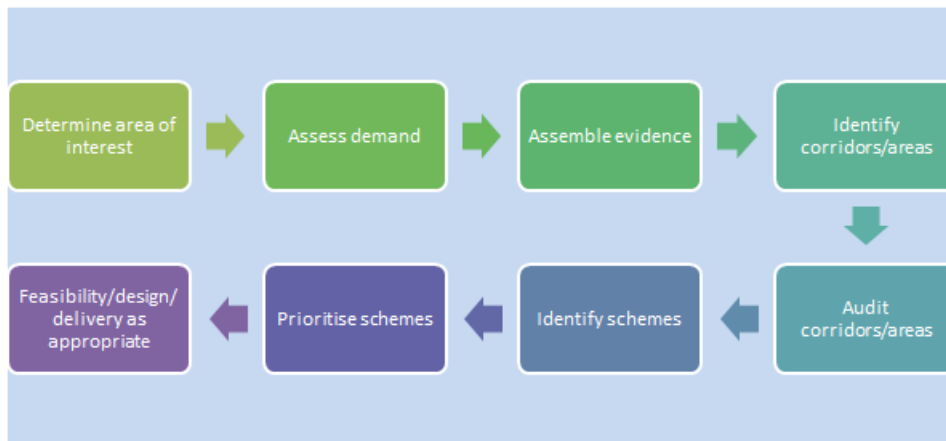 Determine area of
interest
Assess demand
Assemble evidence
Identify
corridors/areas
Audit
corridors/areas
Identify schemes
Prioritise schemes
Feasibility/design/
delivery as
appropriate